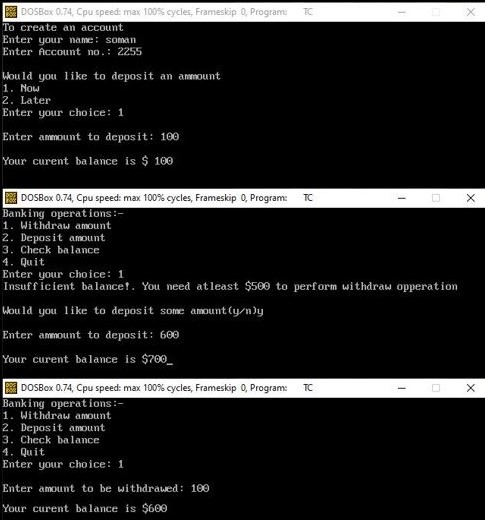 DOSBox 0.74, Cpu speed: max 100% cycles, Frameskip 0, Program: TC
To create an account
Enter your name: soman
Enter Account no.: 2255
Would you like to deposit an ammount
1. Now
2. Later
Enter your choice: 1
Enter ammount to deposit: 100
Your curent balance is $ 100
DOSBox 0.74, Cpu speed: max 100% cycles, Frameskip 0, Program: TC
Banking operations:-
1. Withdraw amount
2. Deposit amount
3. Check balance
4. Quit
Enter your choice: 1
Insufficient balance!. You need atleast $500 to perform withdraw opperation
Would you like to deposit some amount(y/n)y
Enter ammount to deposit: 600
Your curent balance is $700_
DOSBox 0.74, Cpu speed: max 100% cycles, Frameskip 0, Program: TC
Banking operations:-
1. Withdraw amount
2. Deposit amount
3. Check balance
4. Quit
Enter your choice: 1
Enter amount to be withdrawed: 100
Your curent balance is $600